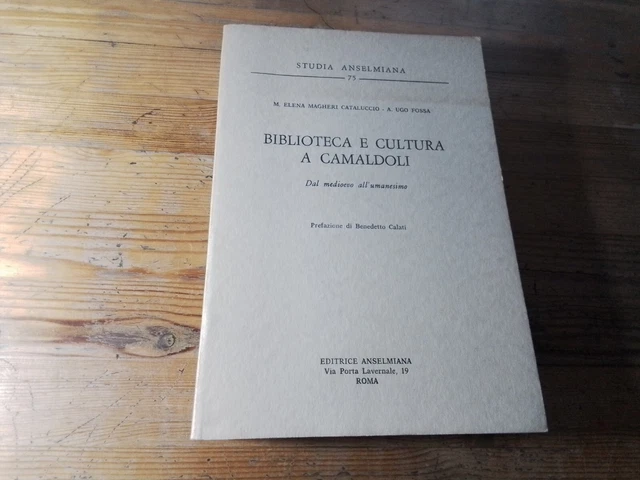 STUDIA ANSELMIANA
75
M. ELENA MAGHERI CATALUCCIO - A. UGO FOSSA
BIBLIOTECA E CULTURA
A CAMALDOLI
Dal medioevo all'umanesimo
Prefazione di Benedetto Calati
EDITRICE ANSELMIANA
Via Porta Lavernale, 19
ROMA